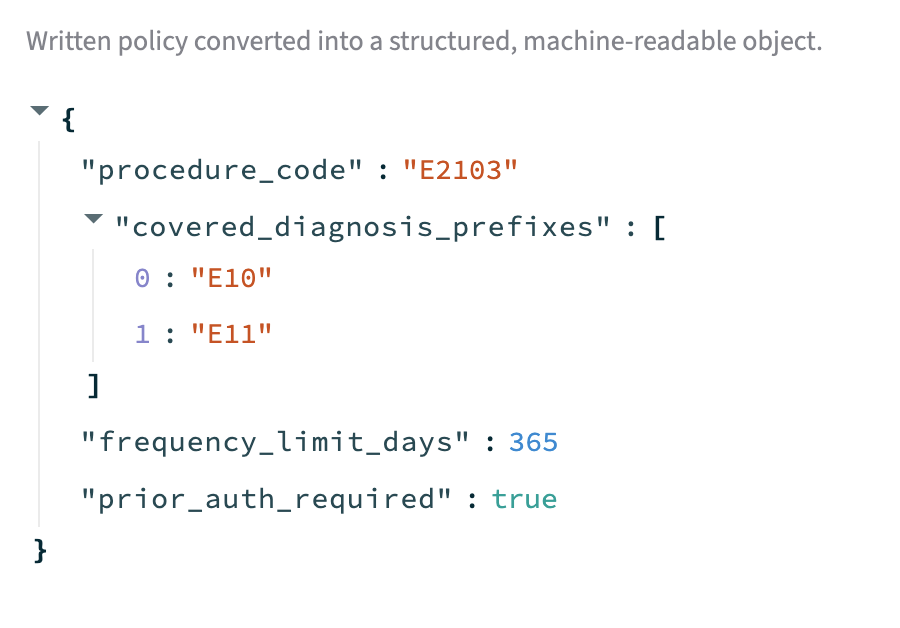 Written policy converted into a structured, machine-readable object.
{
"procedure_code" : "E2103"
"covered_diagnosis_prefixes" : [
0 : "E10"
1 : "E11"
]
"frequency_limit_days" : 365
"prior_auth_required" : true
}